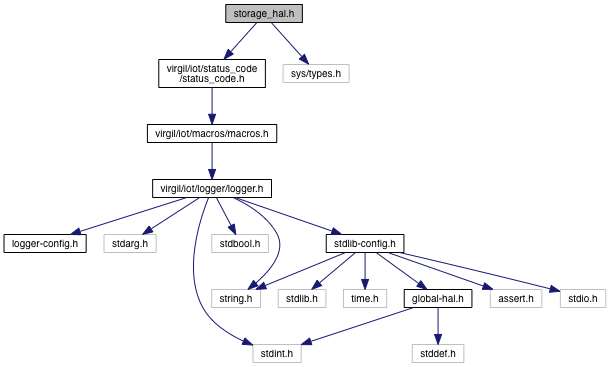 storage_hal.h
virgil/iot/status_code
/status_code.h
sys/types.h
virgil/iot/macros/macros.h
virgil/iot/logger/logger.h
logger-config.h
stdarg.h
stdbool.h
stdlib-config.h
string.h
stdlib.h
time.h
global-hal.h
assert.h
stdio.h
stdint.h
stddef.h